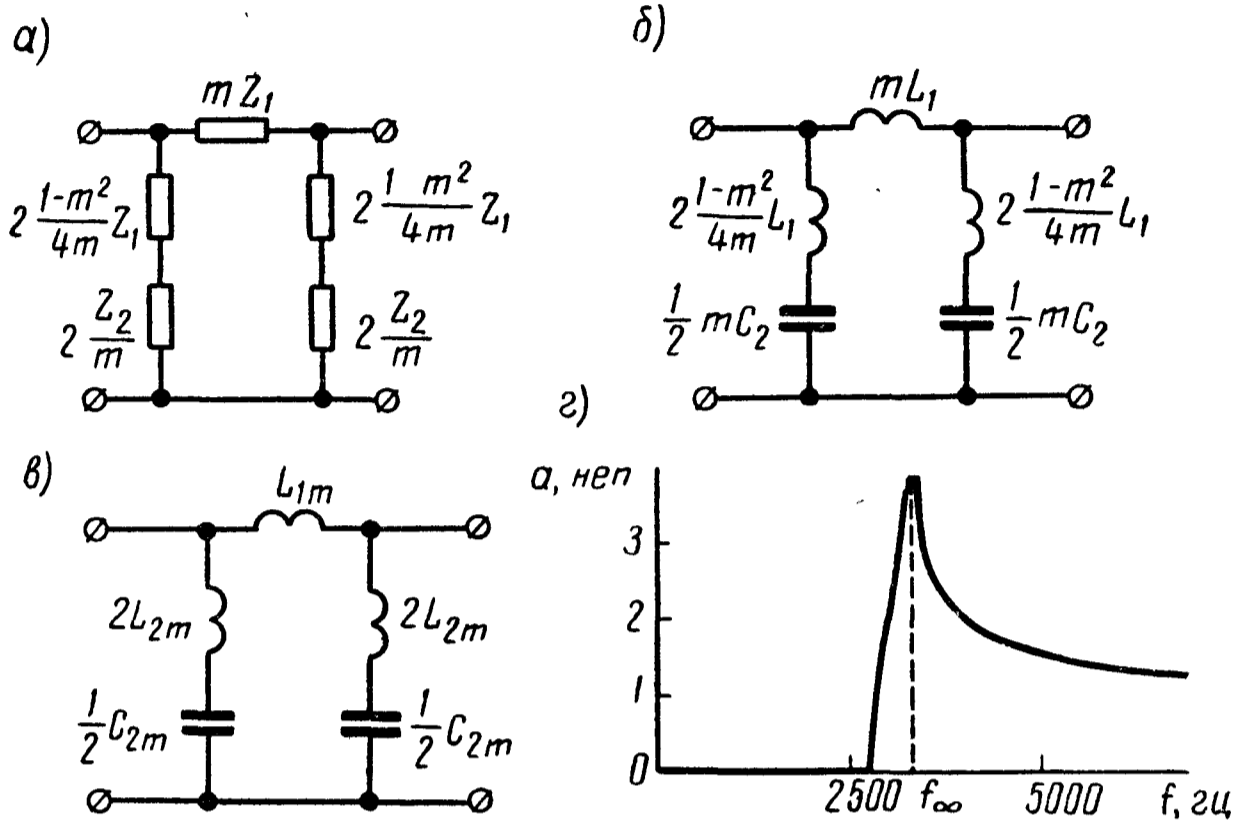 а)
mZ₁
2 (1-m²)/4m Z₁
2 (1 m²)/4m Z₁
2 Z₂/m
2 Z₂/m
б)
mL₁
2 (1-m²)/4m L₁
2 (1-m²)/4m L₁
1/2 mC₂
1/2 mC₂
в)
L₁ₘ
2L₂ₘ
2L₂ₘ
1/2 C₂ₘ
1/2 C₂ₘ
г)
а, неп
3
2
1
0
2500 f∞ 5000 f, гц